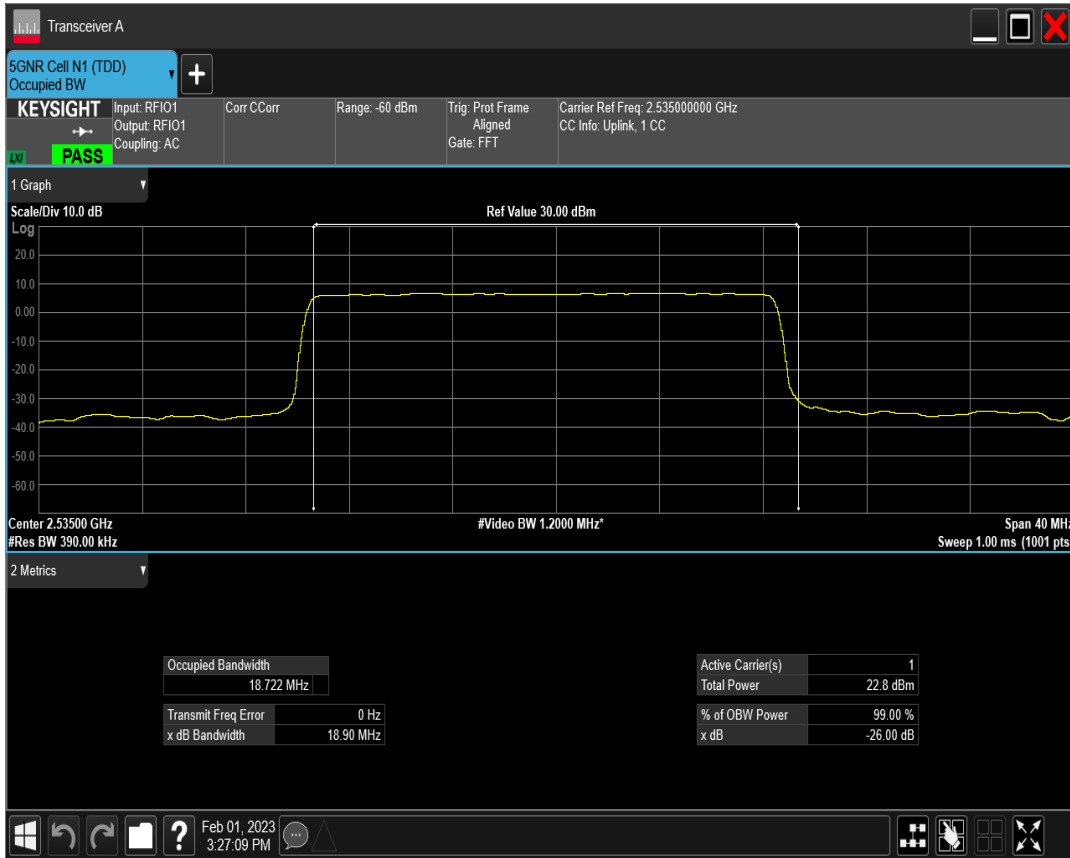 Transceiver A
5GNR Cell N1 (TDD)
Occupied BW
KEYSIGHT
LXI
PASS
Input: RFIO1
Output: RFIO1
Coupling: AC
Corr CCorr
Range: -60 dBm
Trig: Prot Frame
Aligned
Gate: FFT
Carrier Ref Freq: 2.535000000 GHz
CC Info: Uplink, 1 CC
1 Graph
Scale/Div 10.0 dB
Ref Value 30.00 dBm
Log
20.0
10.0
0.00
-10.0
-20.0
-30.0
-40.0
-50.0
-60.0
Center 2.53500 GHz
#Video BW 1.2000 MHz*
Span 40 MHz
#Res BW 390.00 kHz
Sweep 1.00 ms (1001 pts
2 Metrics
Occupied Bandwidth
18.722 MHz
Transmit Freq Error 0 Hz
x dB Bandwidth 18.90 MHz
Active Carrier(s) 1
Total Power 22.8 dBm
% of OBW Power 99.00 %
x dB -26.00 dB
?
Feb 01, 2023
3:27:09 PM